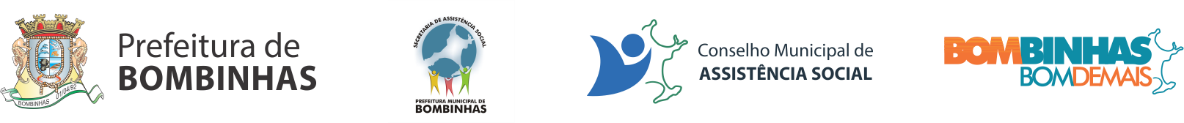 Prefeitura de
BOMBINHAS
BOMBINHAS
SECRETARIA DE ASSISTÊNCIA SOCIAL
PREFEITURA MUNICIPAL DE
BOMBINHAS
Conselho Municipal de
ASSISTÊNCIA SOCIAL
BOMBINHAS
BOMDEMAIS